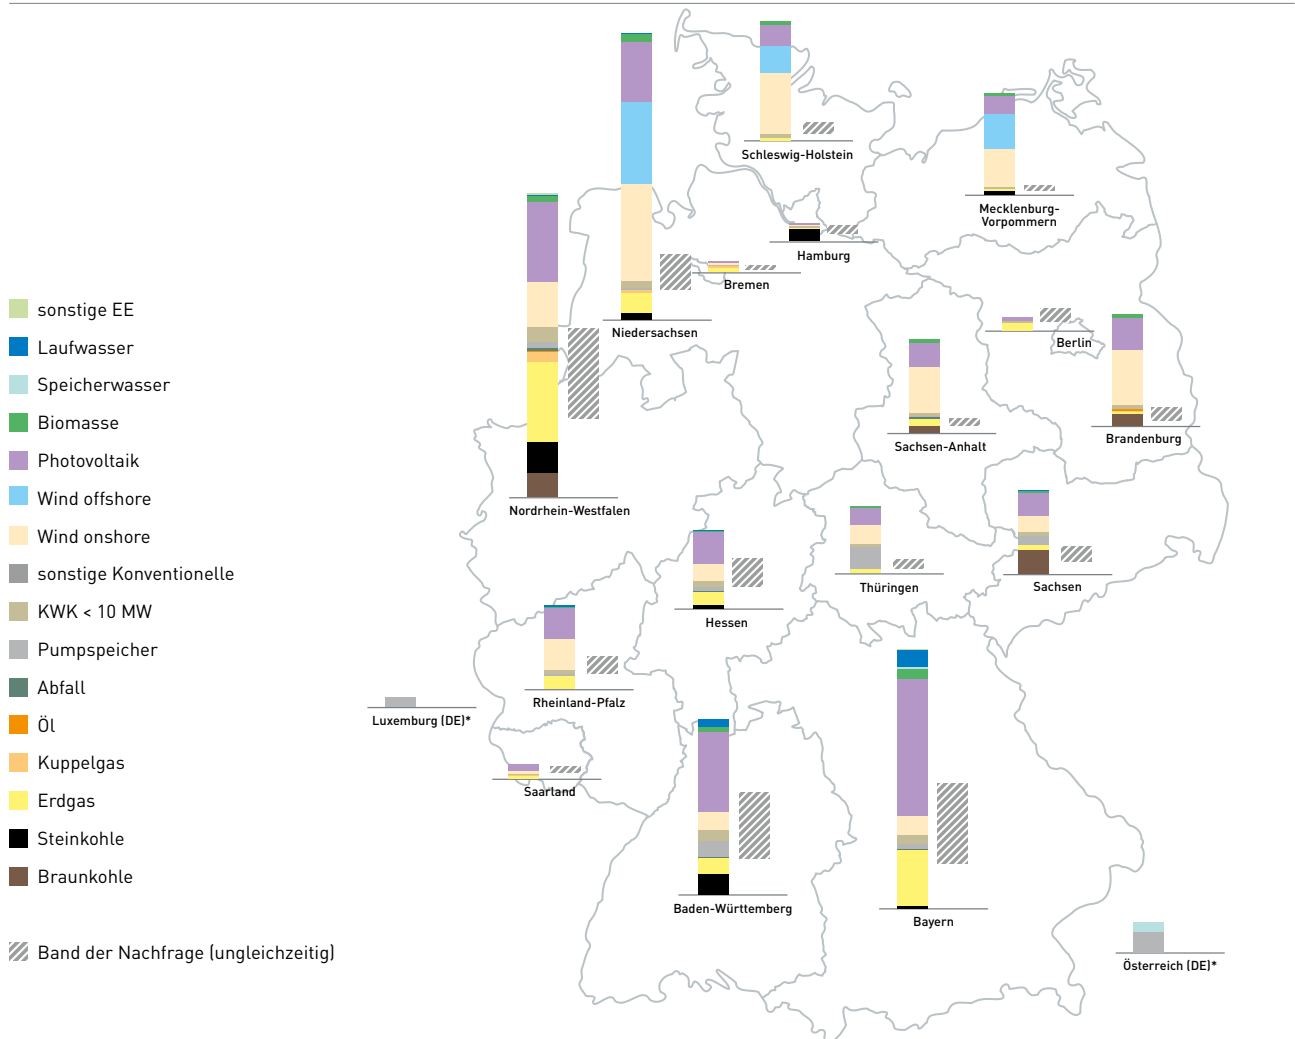 Schleswig-Holstein
Mecklenburg-
Vorpommern
Hamburg
Bremen
Niedersachsen
Berlin
Brandenburg
Sachsen-Anhalt
Nordrhein-Westfalen
Thüringen
Sachsen
Hessen
Rheinland-Pfalz
Luxemburg (DE)*
Saarland
Baden-Württemberg
Bayern
Österreich (DE)*
sonstige EE
Laufwasser
Speicherwasser
Biomasse
Photovoltaik
Wind offshore
Wind onshore
sonstige Konventionelle
KWK < 10 MW
Pumpspeicher
Abfall
Öl
Kuppelgas
Erdgas
Steinkohle
Braunkohle
Band der Nachfrage (ungleichzeitig)